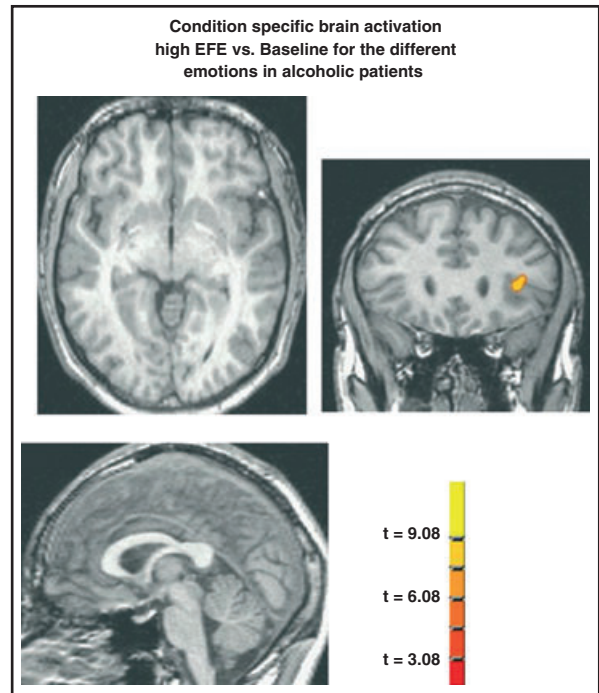 Condition specific brain activation
high EFE vs. Baseline for the different
emotions in alcoholic patients
t = 9.08
t = 6.08
t = 3.08